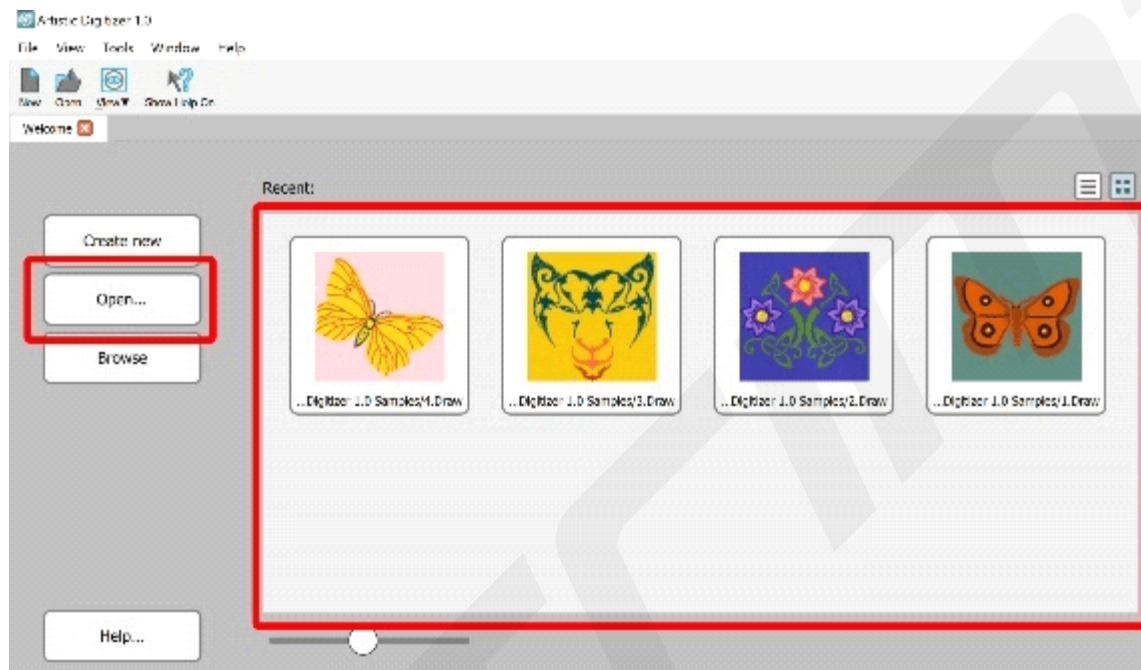 Artistic Digitizer 1.0
File View Tools Window Help
New Open View▼ Show Help On
Welcome
Recent:
Create new
Open...
Browse
...Digitizer 1.0 Samples/4.Draw
...Digitizer 1.0 Samples/3.Draw
...Digitizer 1.0 Samples/2.Draw
...Digitizer 1.0 Samples/1.Draw
Help...